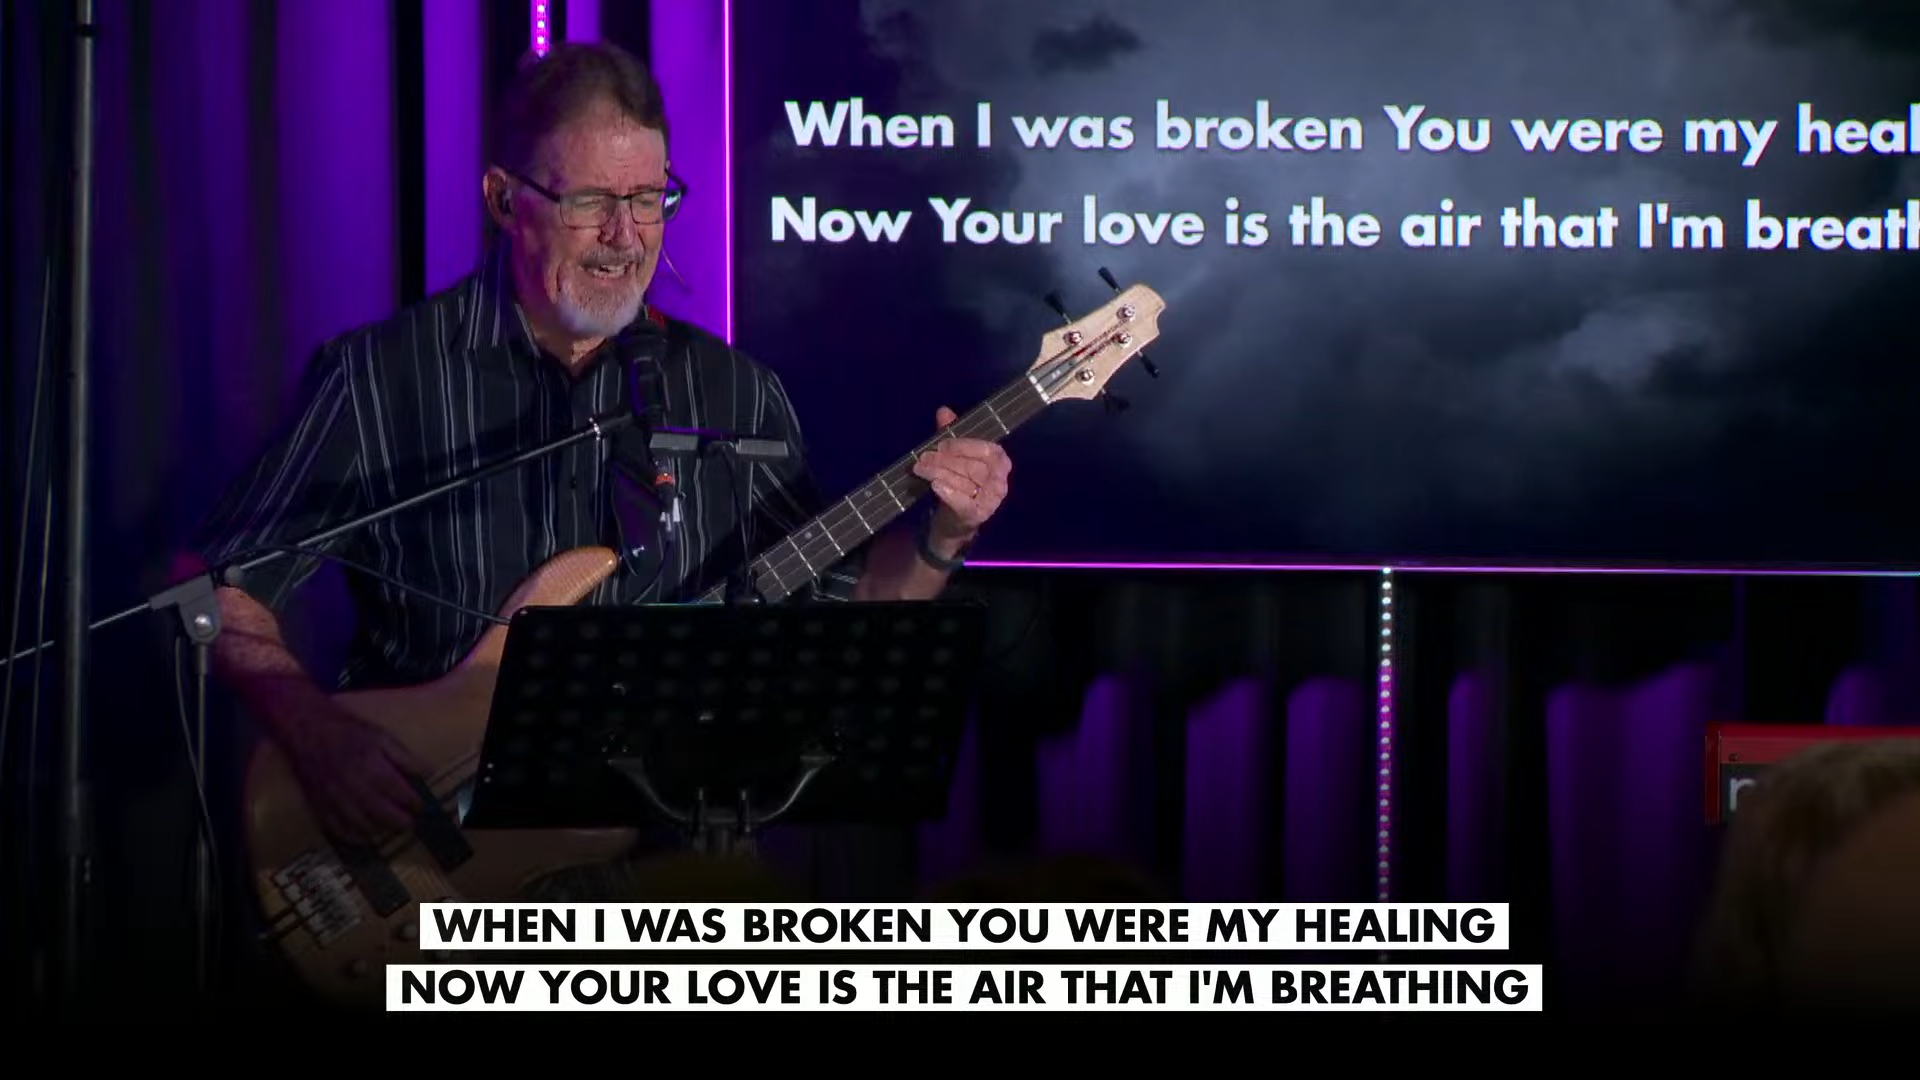 When I was broken You were my heal
Now Your love is the air that I'm breath
WHEN I WAS BROKEN YOU WERE MY HEALING
NOW YOUR LOVE IS THE AIR THAT I'M BREATHING